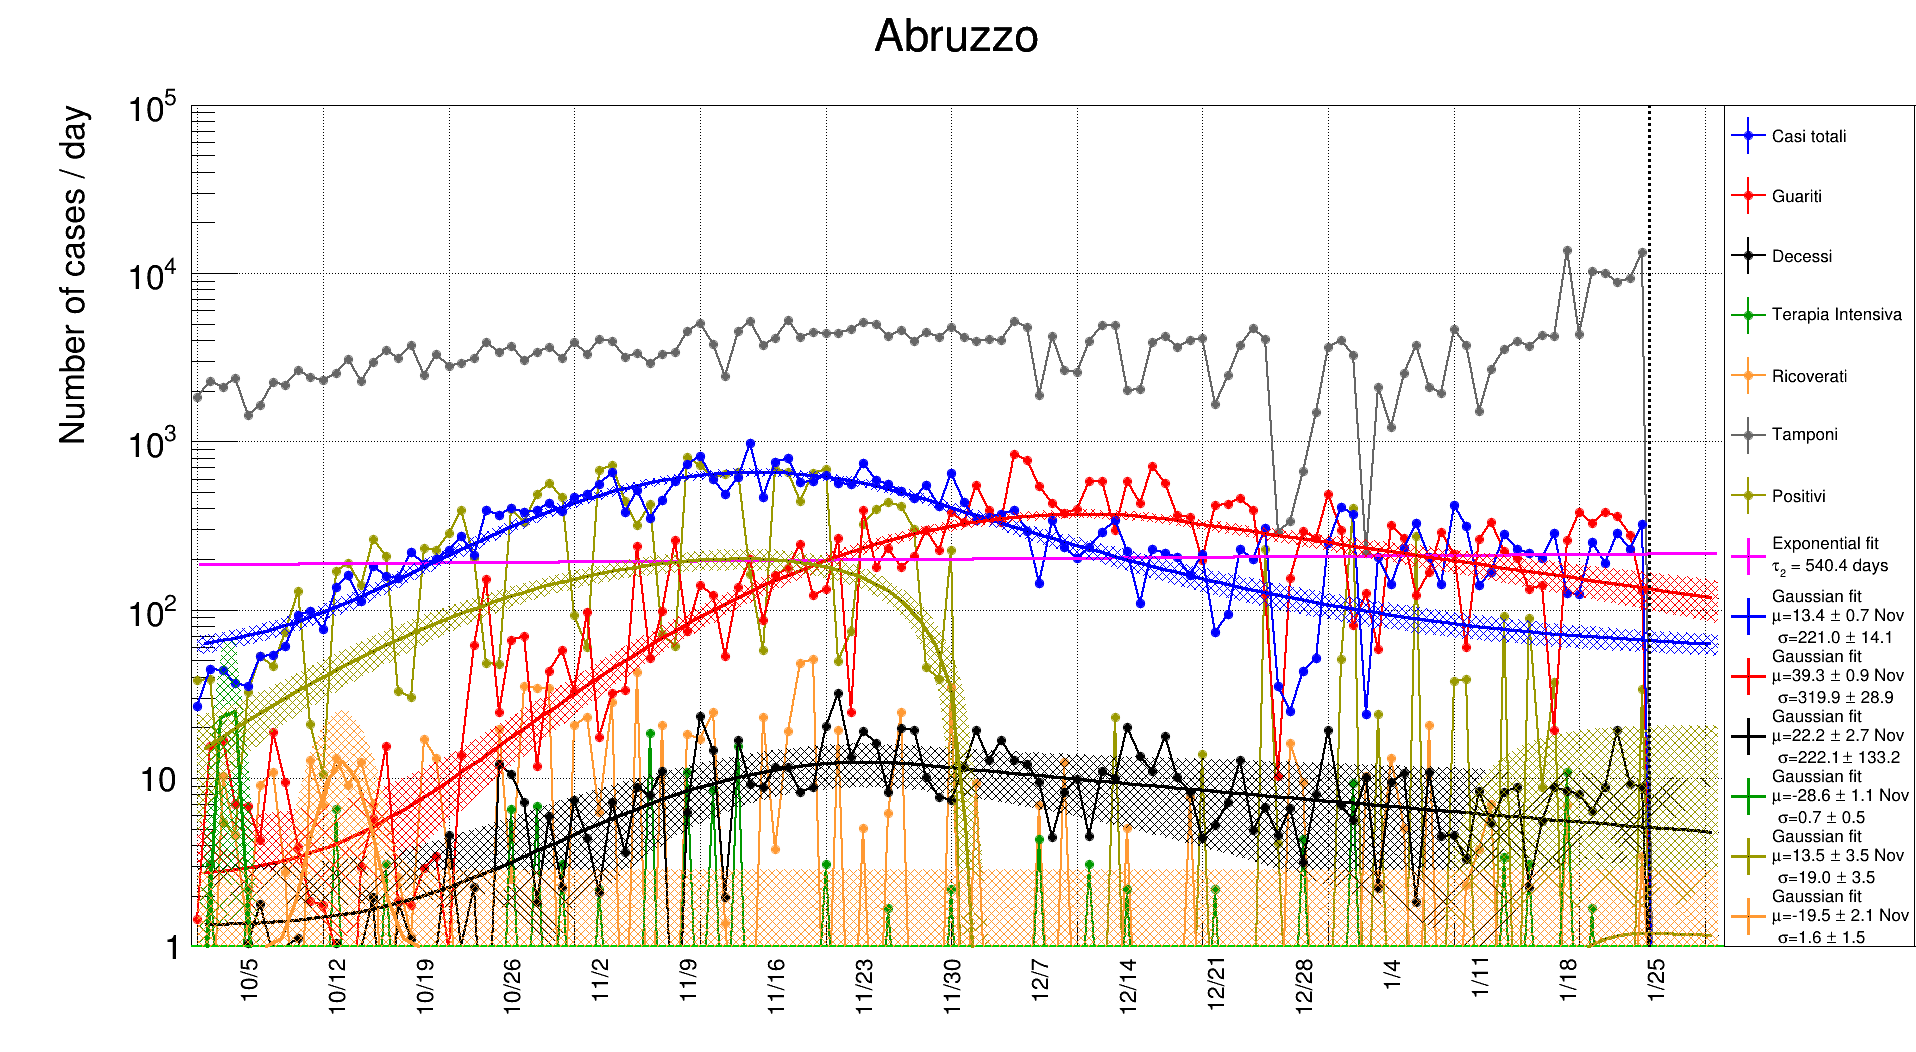 Abruzzo
Number of cases / day
10^5
10^4
10^3
10^2
10
1
10/5 10/12 10/19 10/26 11/2 11/9 11/16 11/23 11/30 12/7 12/14 12/21 12/28 1/4 1/11 1/18 1/25
Casi totali
Guariti
Decessi
Terapia Intensiva
Ricoverati
Tamponi
Positivi
Exponential fit
τ_2 = 540.4 days
Gaussian fit
μ=13.4 ± 0.7 Nov
σ=221.0 ± 14.1
Gaussian fit
μ=39.3 ± 0.9 Nov
σ=319.9 ± 28.9
Gaussian fit
μ=22.2 ± 2.7 Nov
σ=222.1 ± 133.2
Gaussian fit
μ=-28.6 ± 1.1 Nov
σ=0.7 ± 0.5
Gaussian fit
μ=13.5 ± 3.5 Nov
σ=19.0 ± 3.5
Gaussian fit
μ=-19.5 ± 2.1 Nov
σ=1.6 ± 1.5